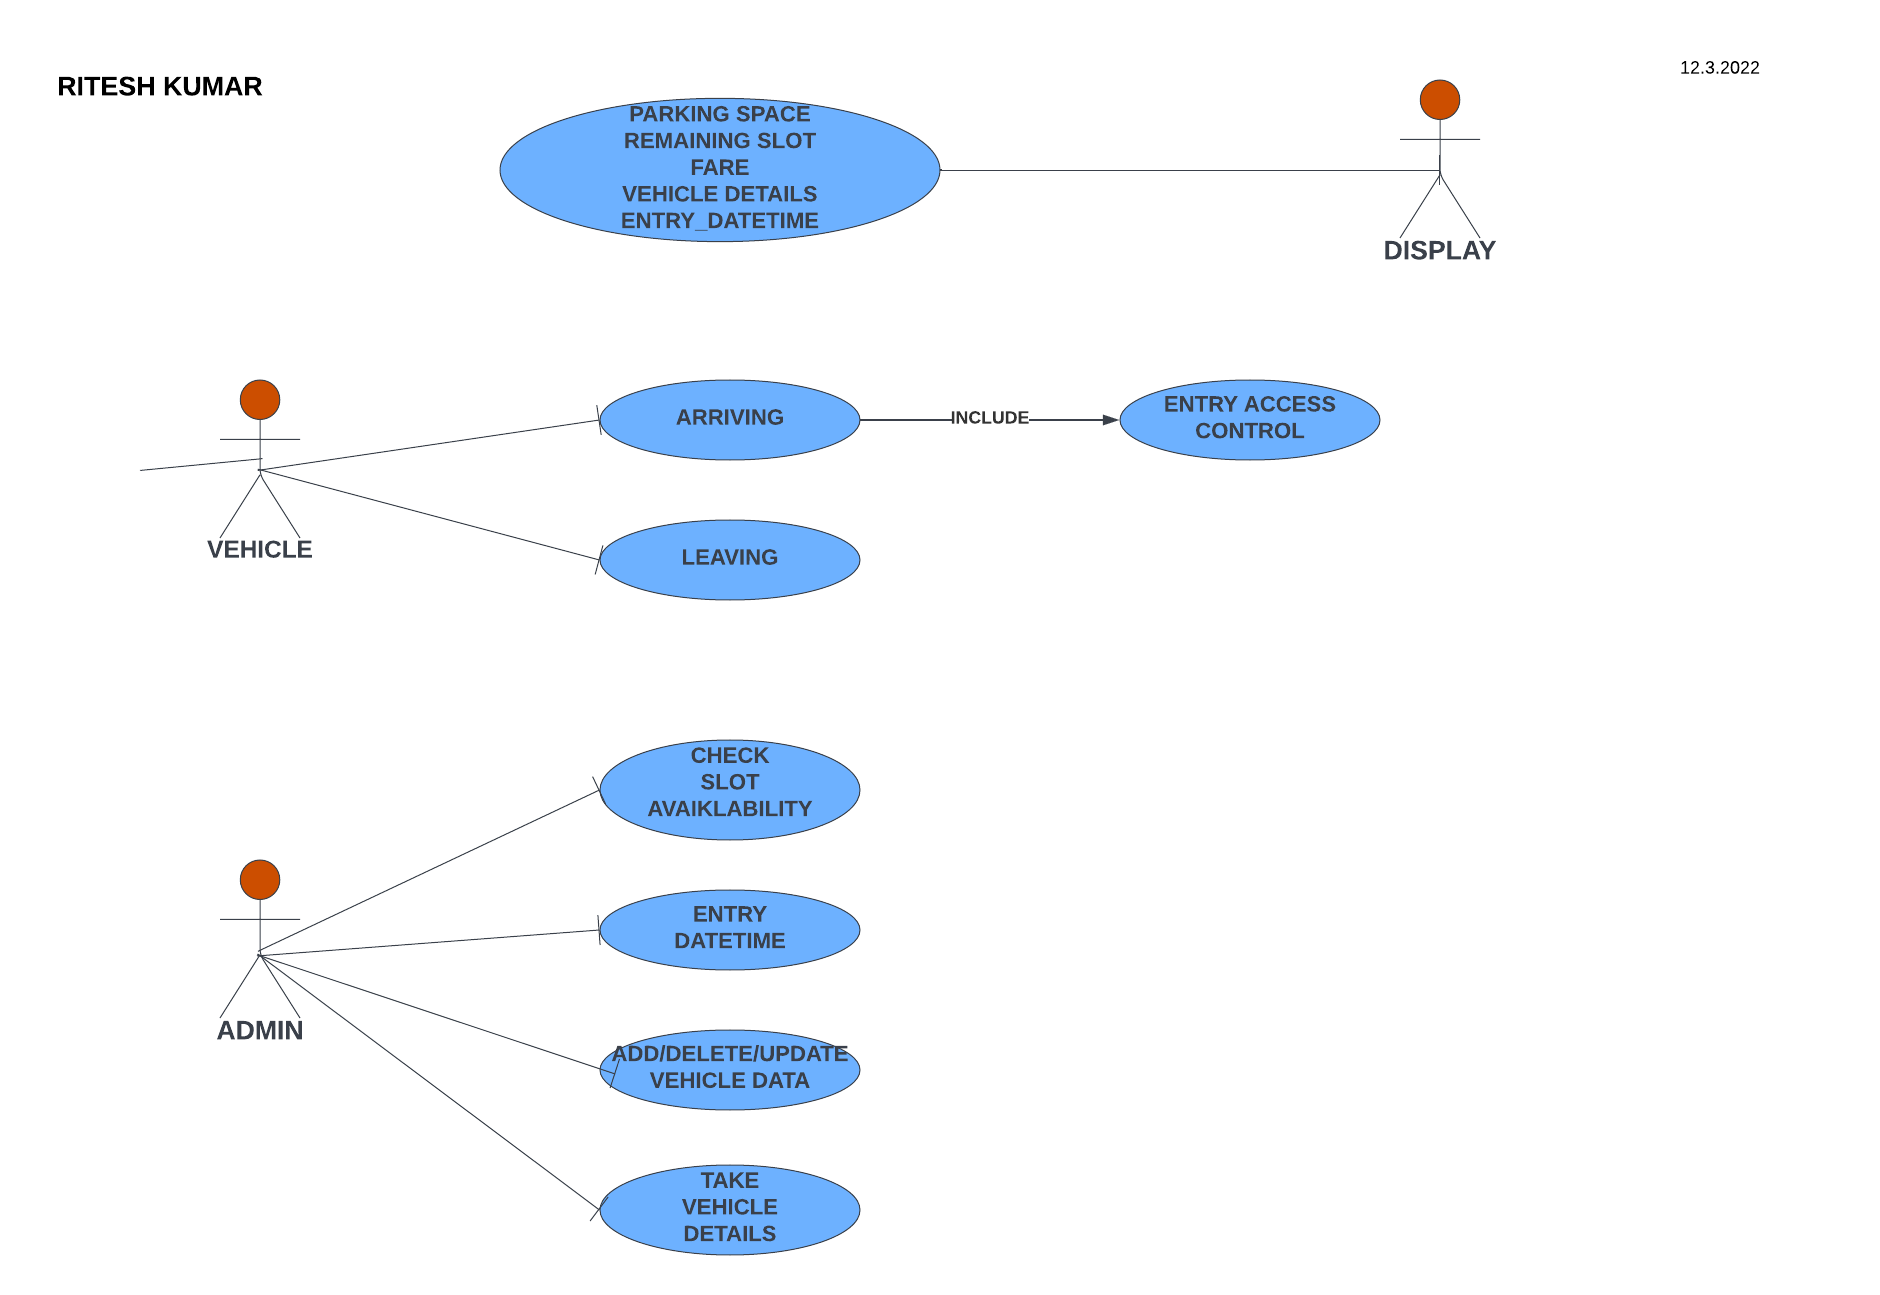 RITESH KUMAR
12.3.2022
PARKING SPACE
REMAINING SLOT
FARE
VEHICLE DETAILS
ENTRY_DATETIME
DISPLAY
ARRIVING
INCLUDE
ENTRY ACCESS
CONTROL
VEHICLE
LEAVING
CHECK
SLOT
AVAIKLABILITY
ENTRY
DATETIME
ADMIN
ADD/DELETE/UPDATE
VEHICLE DATA
TAKE
VEHICLE
DETAILS